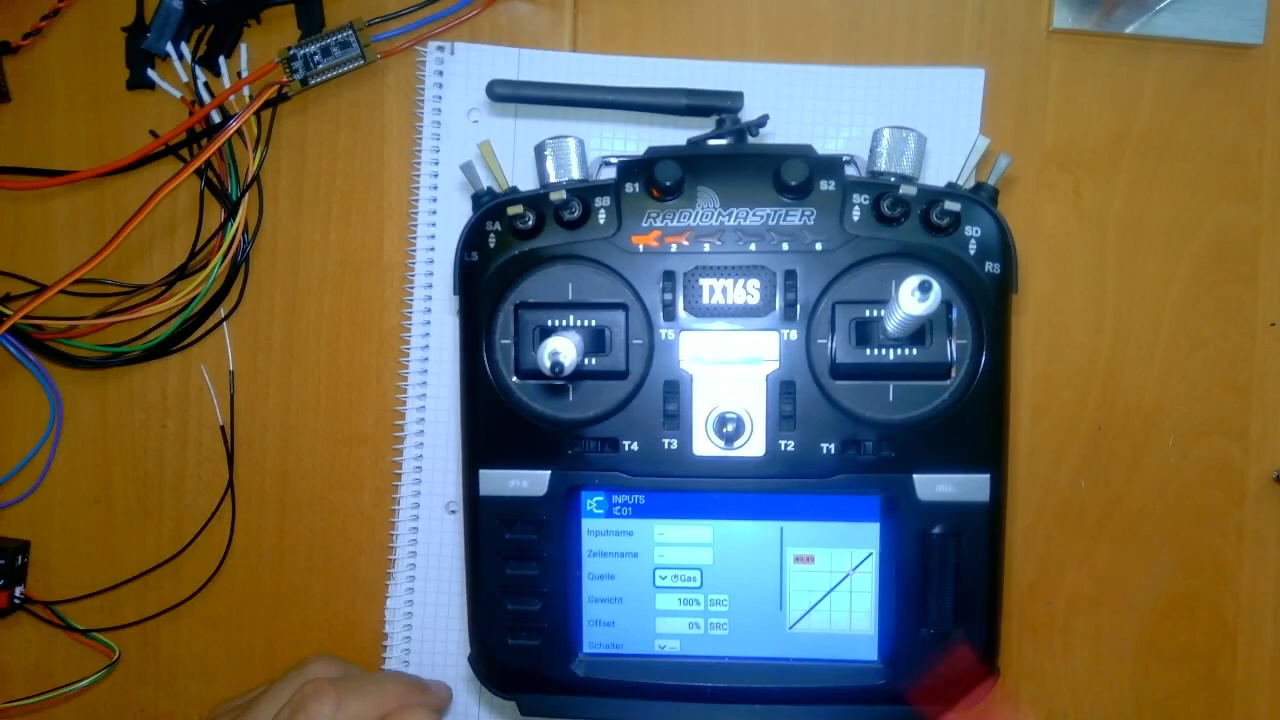 S1
S2
SB
SC
SA
SD
LS
RS
RADIOMASTER
1 2 3 4 5 6
TX16S
T5
T6
T3
T2
T4
T1
INPUTS
01
Inputname
---
Zeilenname
---
Quelle
Gas
Gewicht
100%
SRC
Offset
0%
SRC
Schalter
---